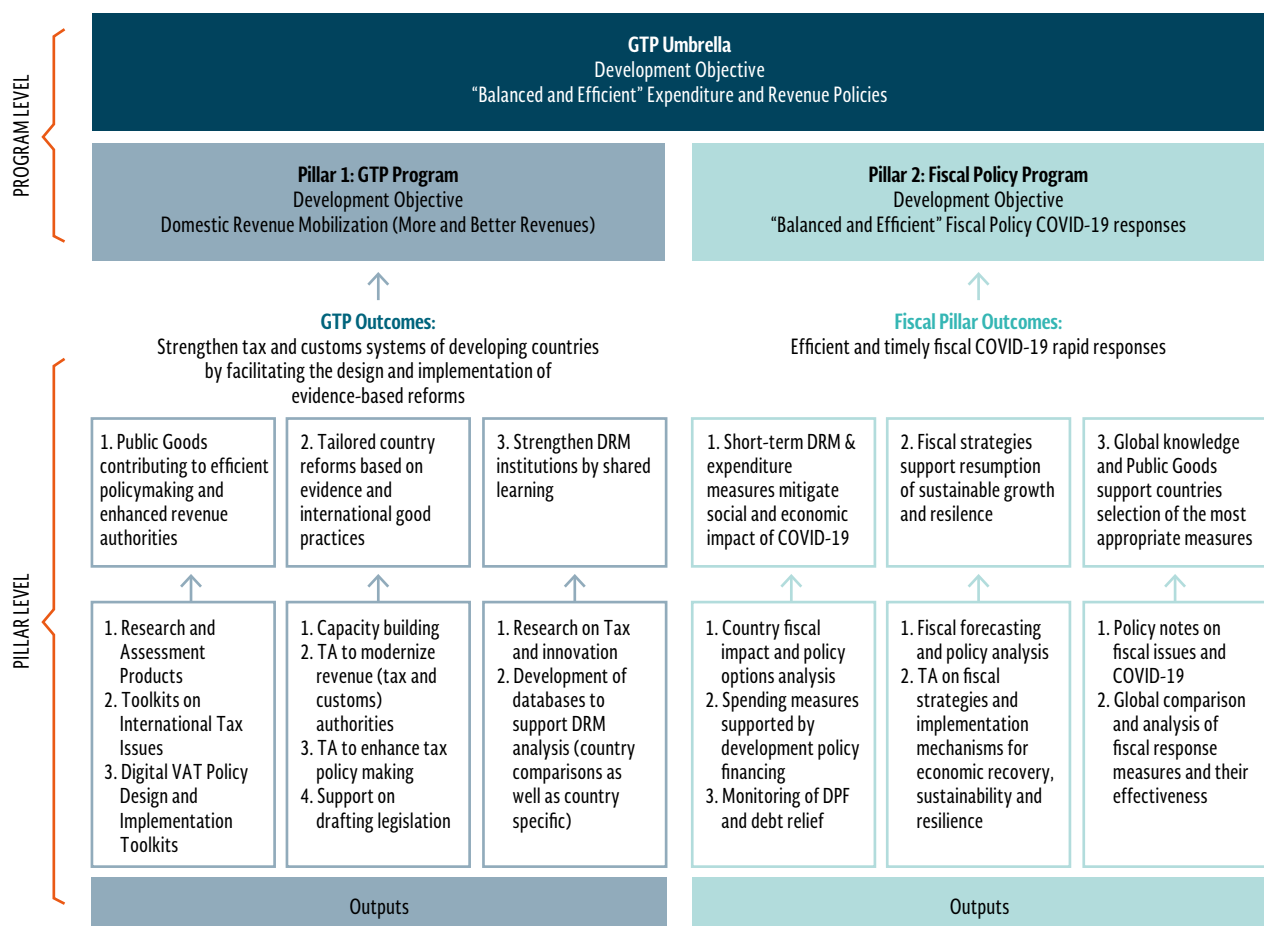 PROGRAM LEVEL
GTP Umbrella
Development Objective
“Balanced and Efficient” Expenditure and Revenue Policies
Pillar 1: GTP Program
Development Objective
Domestic Revenue Mobilization (More and Better Revenues)
Pillar 2: Fiscal Policy Program
Development Objective
“Balanced and Efficient” Fiscal Policy COVID-19 responses
PILLAR LEVEL
GTP Outcomes:
Strengthen tax and customs systems of developing countries
by facilitating the design and implementation of
evidence-based reforms
Fiscal Pillar Outcomes:
Efficient and timely fiscal COVID-19 rapid responses
1. Public Goods
contributing to efficient
policymaking and
enhanced revenue
authorities
2. Tailored country
reforms based on
evidence and
international good
practices
3. Strengthen DRM
institutions by shared
learning
1. Short-term DRM &
expenditure
measures mitigate
social and economic
impact of COVID-19
2. Fiscal strategies
support resumption
of sustainable growth
and resilence
3. Global knowledge
and Public Goods
support countries
selection of the most
appropriate measures
1. Research and
Assessment
Products
2. Toolkits on
International Tax
Issues
3. Digital VAT Policy
Design and
Implementation
Toolkits
1. Capacity building
2. TA to modernize
revenue (tax and
customs)
authorities
3. TA to enhance tax
policy making
4. Support on
drafting legislation
1. Research on Tax
and innovation
2. Development of
databases to
support DRM
analysis (country
comparisons as
well as country
specific)
1. Country fiscal
impact and policy
options analysis
2. Spending measures
supported by
development policy
financing
3. Monitoring of DPF
and debt relief
1. Fiscal forecasting
and policy analysis
2. TA on fiscal
strategies and
implementation
mechanisms for
economic recovery,
sustainability and
resilience
1. Policy notes on
fiscal issues and
COVID-19
2. Global comparison
and analysis of
fiscal response
measures and their
effectiveness
Outputs
Outputs